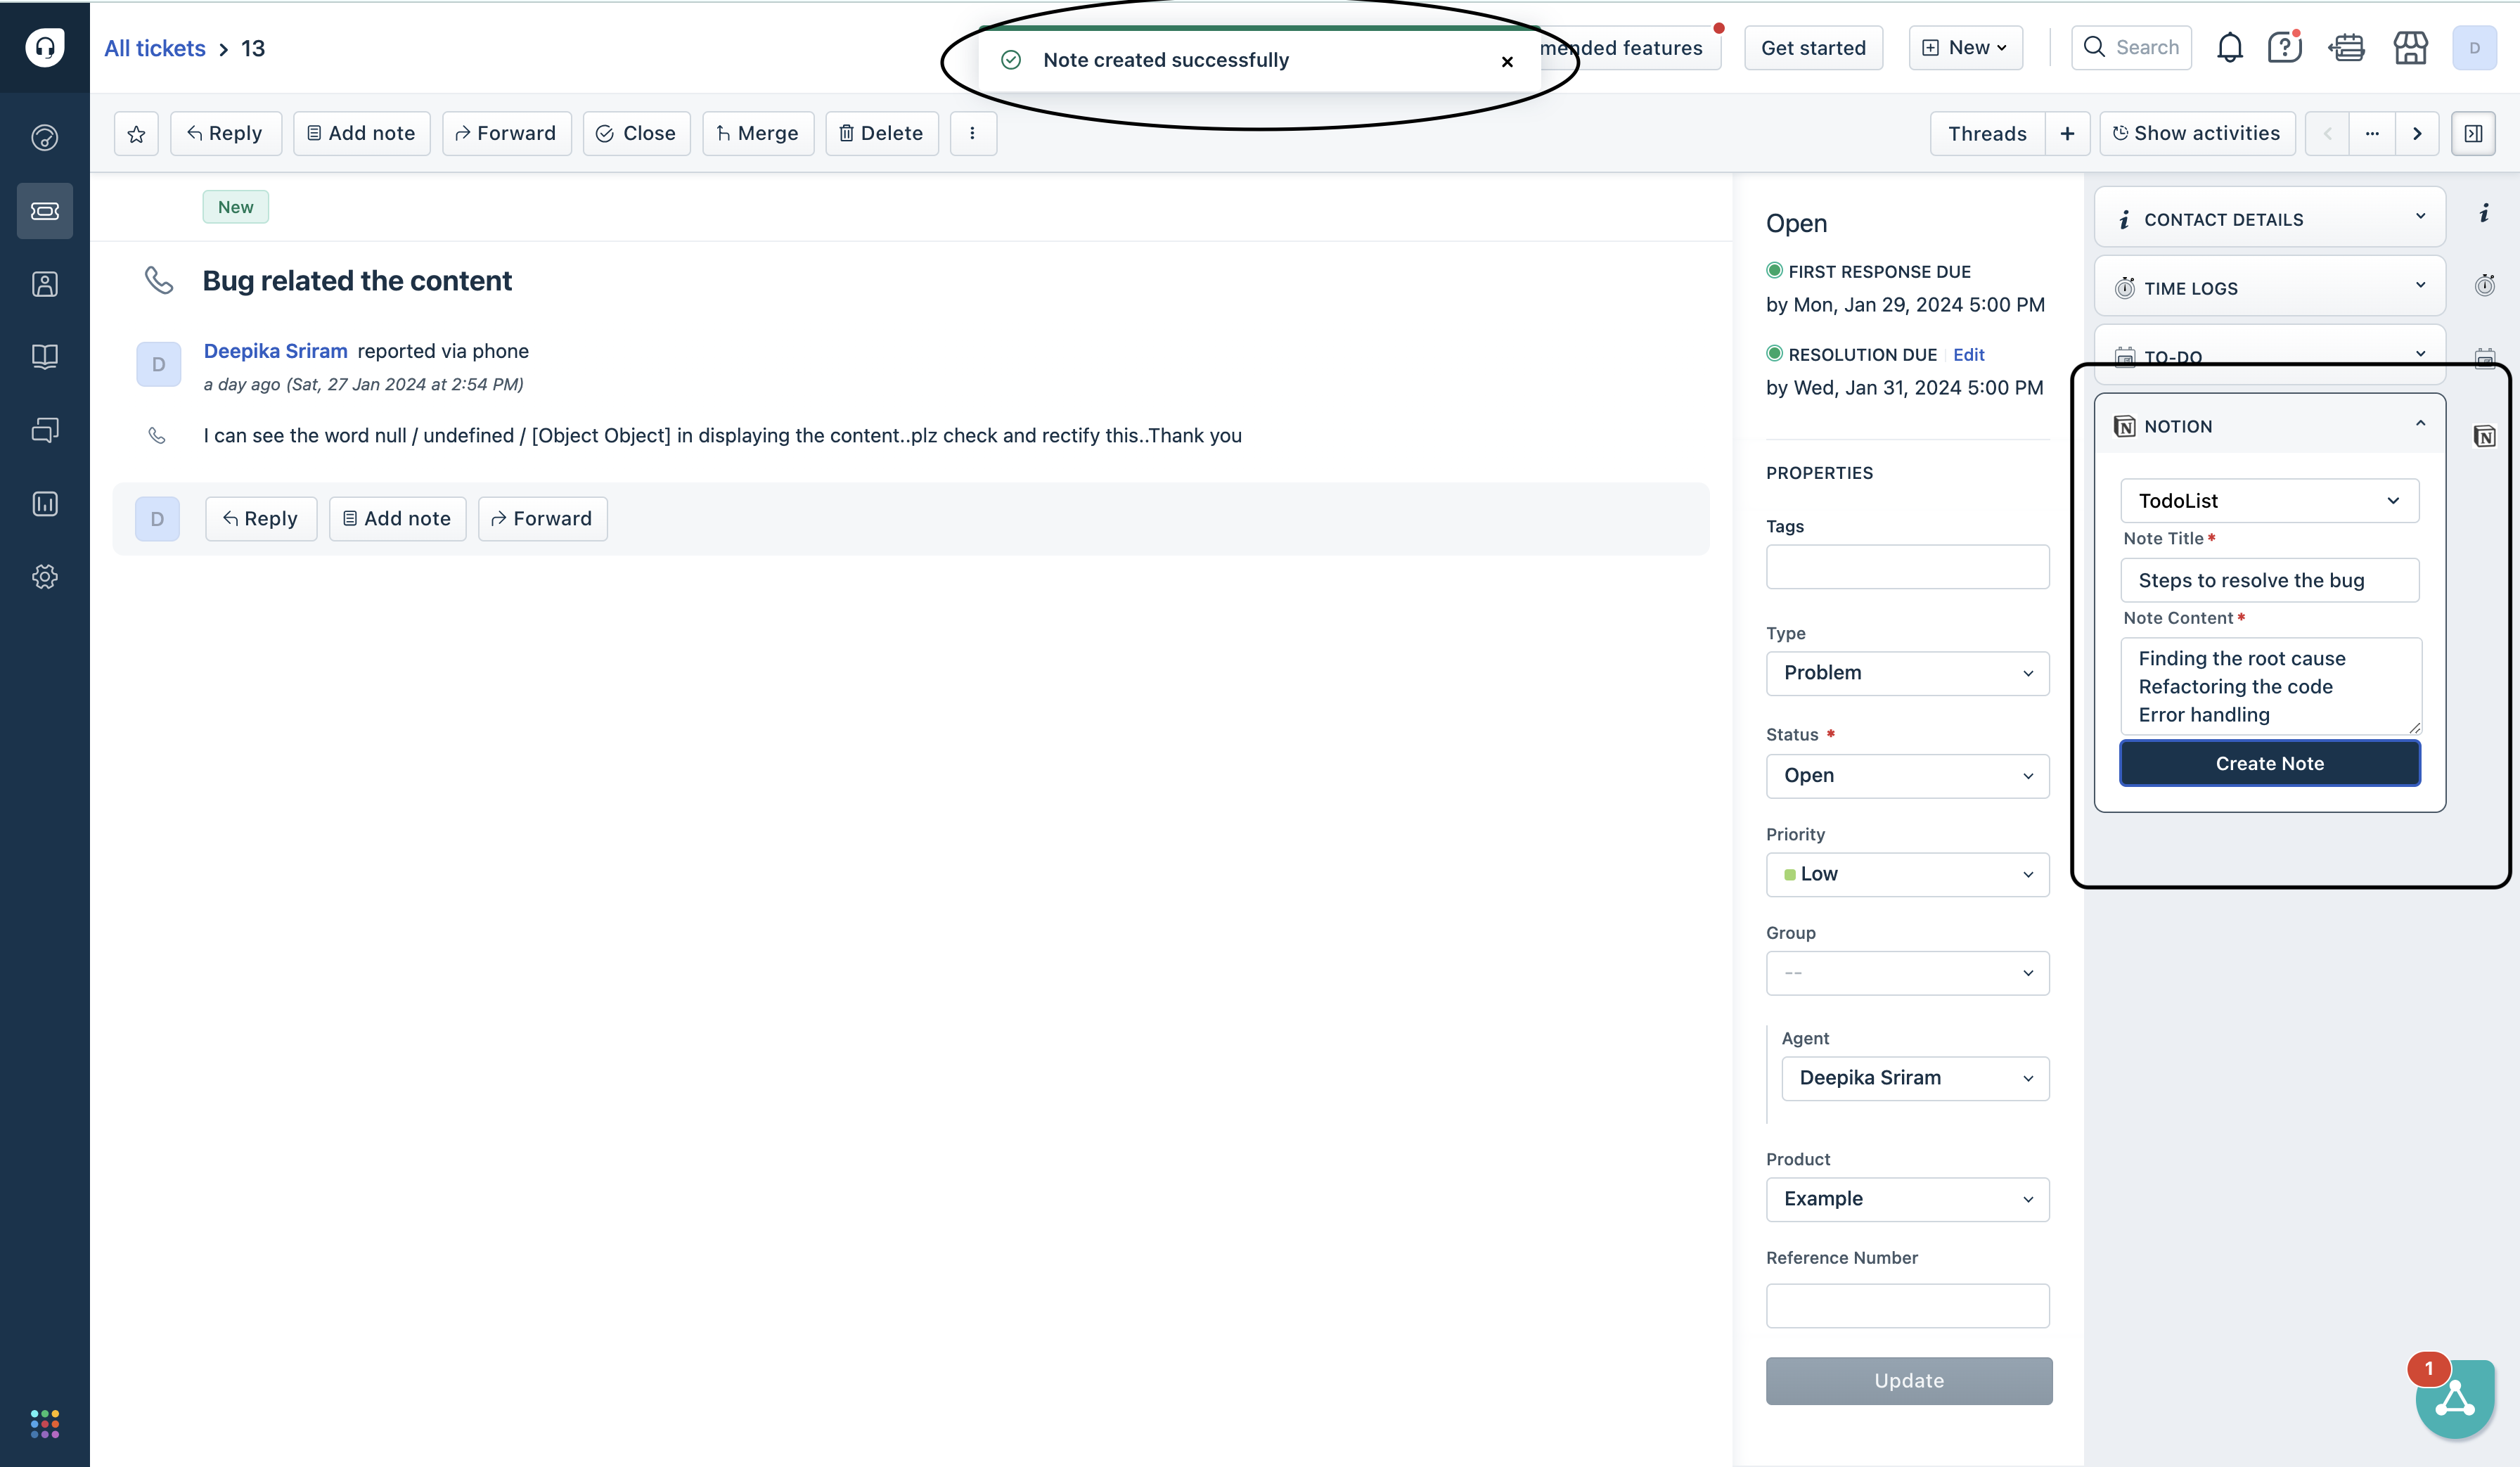 All tickets > 13
Note created successfully
mended features
Get started
New
Search
D
Reply
Add note
Forward
Close
Merge
Delete
Threads
Show activities
New
Bug related the content
D
Deepika Sriram reported via phone
a day ago (Sat, 27 Jan 2024 at 2:54 PM)
I can see the word null / undefined / [Object Object] in displaying the content..plz check and rectify this..Thank you
D
Reply
Add note
Forward
Open
FIRST RESPONSE DUE
by Mon, Jan 29, 2024 5:00 PM
RESOLUTION DUE Edit
by Wed, Jan 31, 2024 5:00 PM
PROPERTIES
Tags
Type
Problem
Status *
Open
Priority
Low
Group
--
Agent
Deepika Sriram
Product
Example
Reference Number
Update
CONTACT DETAILS
TIME LOGS
TO-DO
NOTION
TodoList
Note Title *
Steps to resolve the bug
Note Content *
Finding the root cause
Refactoring the code
Error handling
Create Note
1